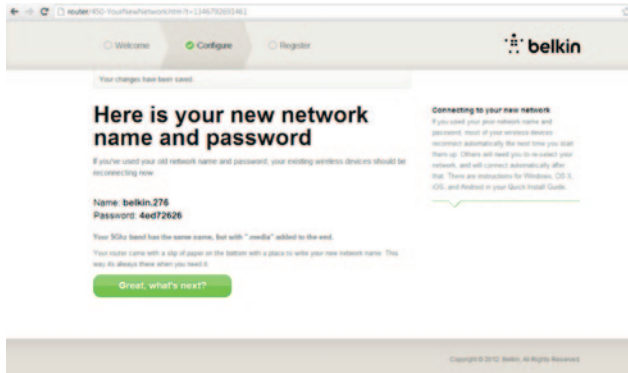 router/450-YourNewNetwork.htm?t=1346792691461
Welcome
Configure
Register
belkin
Your changes have been saved.
Here is your new network
name and password
If you've used your old network name and password, your existing wireless devices should be
reconnecting now.
Name: belkin.276
Password: 4ed72626
Your 5Ghz band has the same name, but with ".media" added to the end.
Your router came with a slip of paper on the bottom with a place to write your new network name. This
way its always there when you need it.
Great, what's next?
Connecting to your new network
If you used your prior network name and
password, most of your wireless devices
reconnect automatically the next time you start
them up. Others will need you to re-select your
network, and will connect automatically after
that. There are instructions for Windows, OS X,
iOS, and Android in your Quick Install Guide.
Copyright © 2012 Belkin, All Rights Reserved.